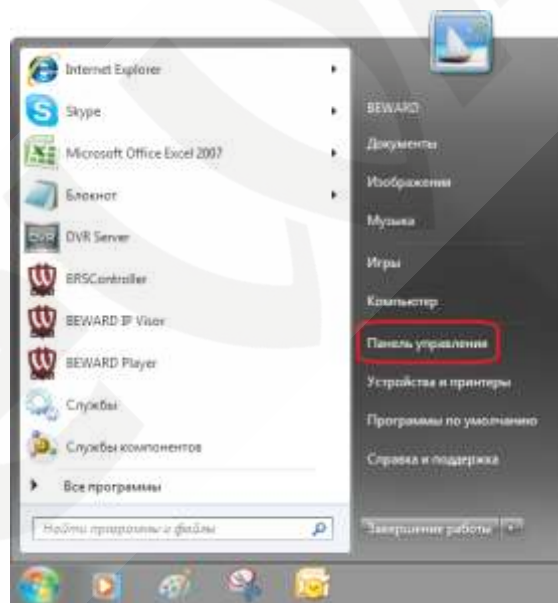 Internet Explorer
Skype
Microsoft Office Excel 2007
Блокнот
DVR Server
BRSController
BEWARD IP Visor
BEWARD Player
Службы
Службы компонентов
Все программы
Найти программы и файлы
BEWARD
Документы
Изображения
Музыка
Игры
Компьютер
Панель управления
Устройства и принтеры
Программы по умолчанию
Справка и поддержка
Завершение работы